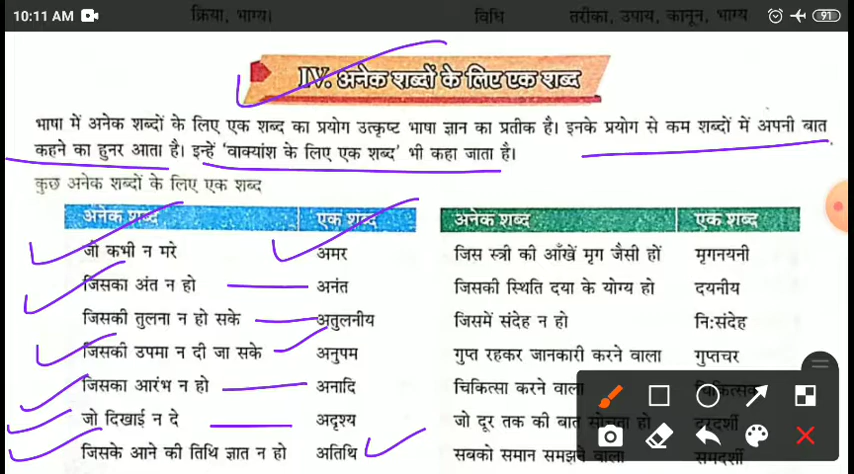 10:11 AM 91
क्रिया, भाग्य। विधि तरीका, उपाय, कानून, भाग्य
IV. अनेक शब्दों के लिए एक शब्द
भाषा में अनेक शब्दों के लिए एक शब्द का प्रयोग उत्कृष्ट भाषा ज्ञान का प्रतीक है। इनके प्रयोग से कम शब्दों में अपनी बात
कहने का हुनर आता है। इन्हें 'वाक्यांश के लिए एक शब्द' भी कहा जाता है।
कुछ अनेक शब्दों के लिए एक शब्द
अनेक शब्द एक शब्द अनेक शब्द एक शब्द
जो कभी न मरे अमर जिस स्त्री की आँखें मृग जैसी हों मृगनयनी
जिसका अंत न हो अनंत जिसकी स्थिति दया के योग्य हो दयनीय
जिसकी तुलना न हो सके अतुलनीय जिसमें संदेह न हो नि:संदेह
जिसकी उपमा न दी जा सके अनुपम गुप्त रहकर जानकारी करने वाला गुप्तचर
जिसका आरंभ न हो अनादि चिकित्सा करने वाला चिकित्सक
जो दिखाई न दे अदृश्य जो दूर तक की बात सोचता हो दूरदर्शी
जिसके आने की तिथि ज्ञात न हो अतिथि सबको समान समझने वाला समदर्शी